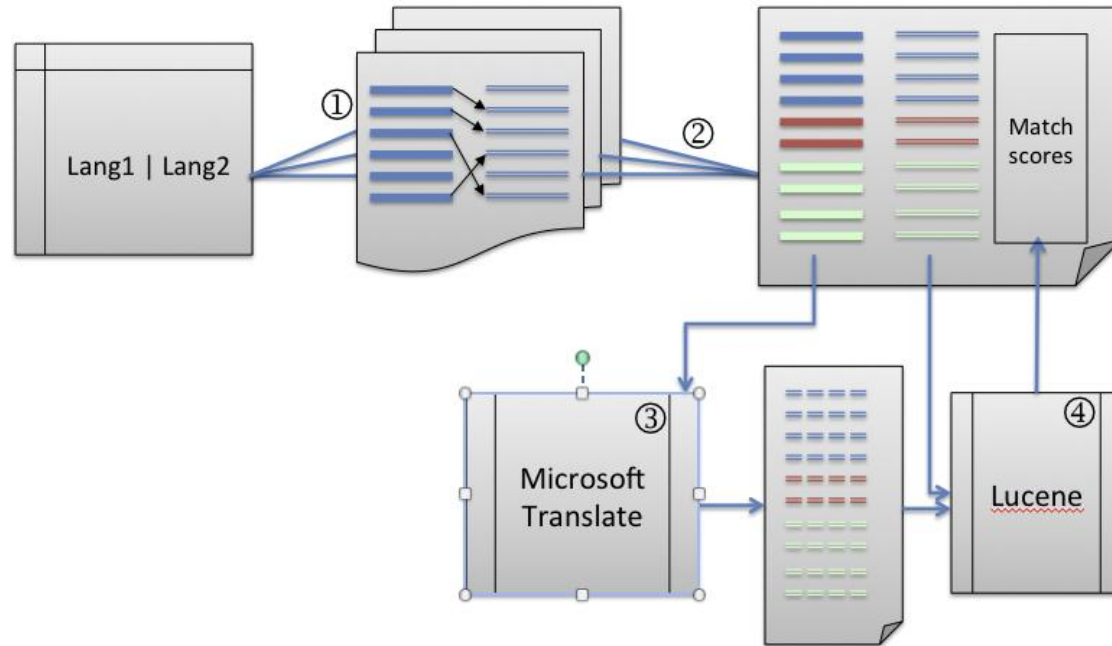 ①
Lang1 | Lang2
②
Match
scores
③
Microsoft
Translate
④
Lucene